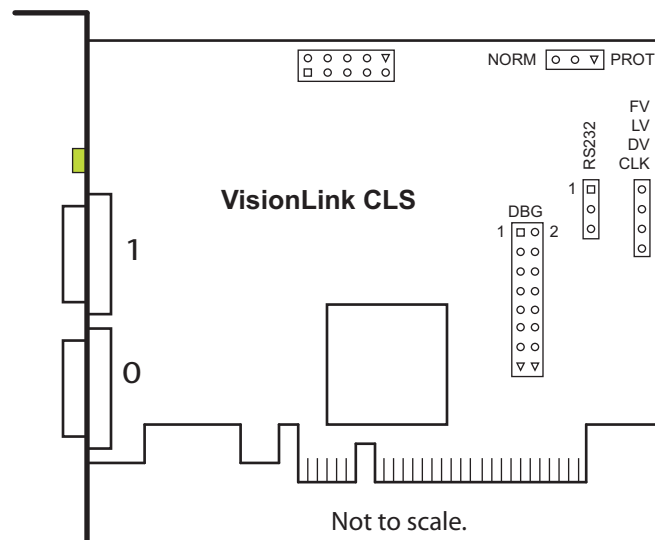 NORM PROT
FV
LV
DV
CLK
RS232
1
VisionLink CLS
DBG
1 2
1
0
Not to scale.